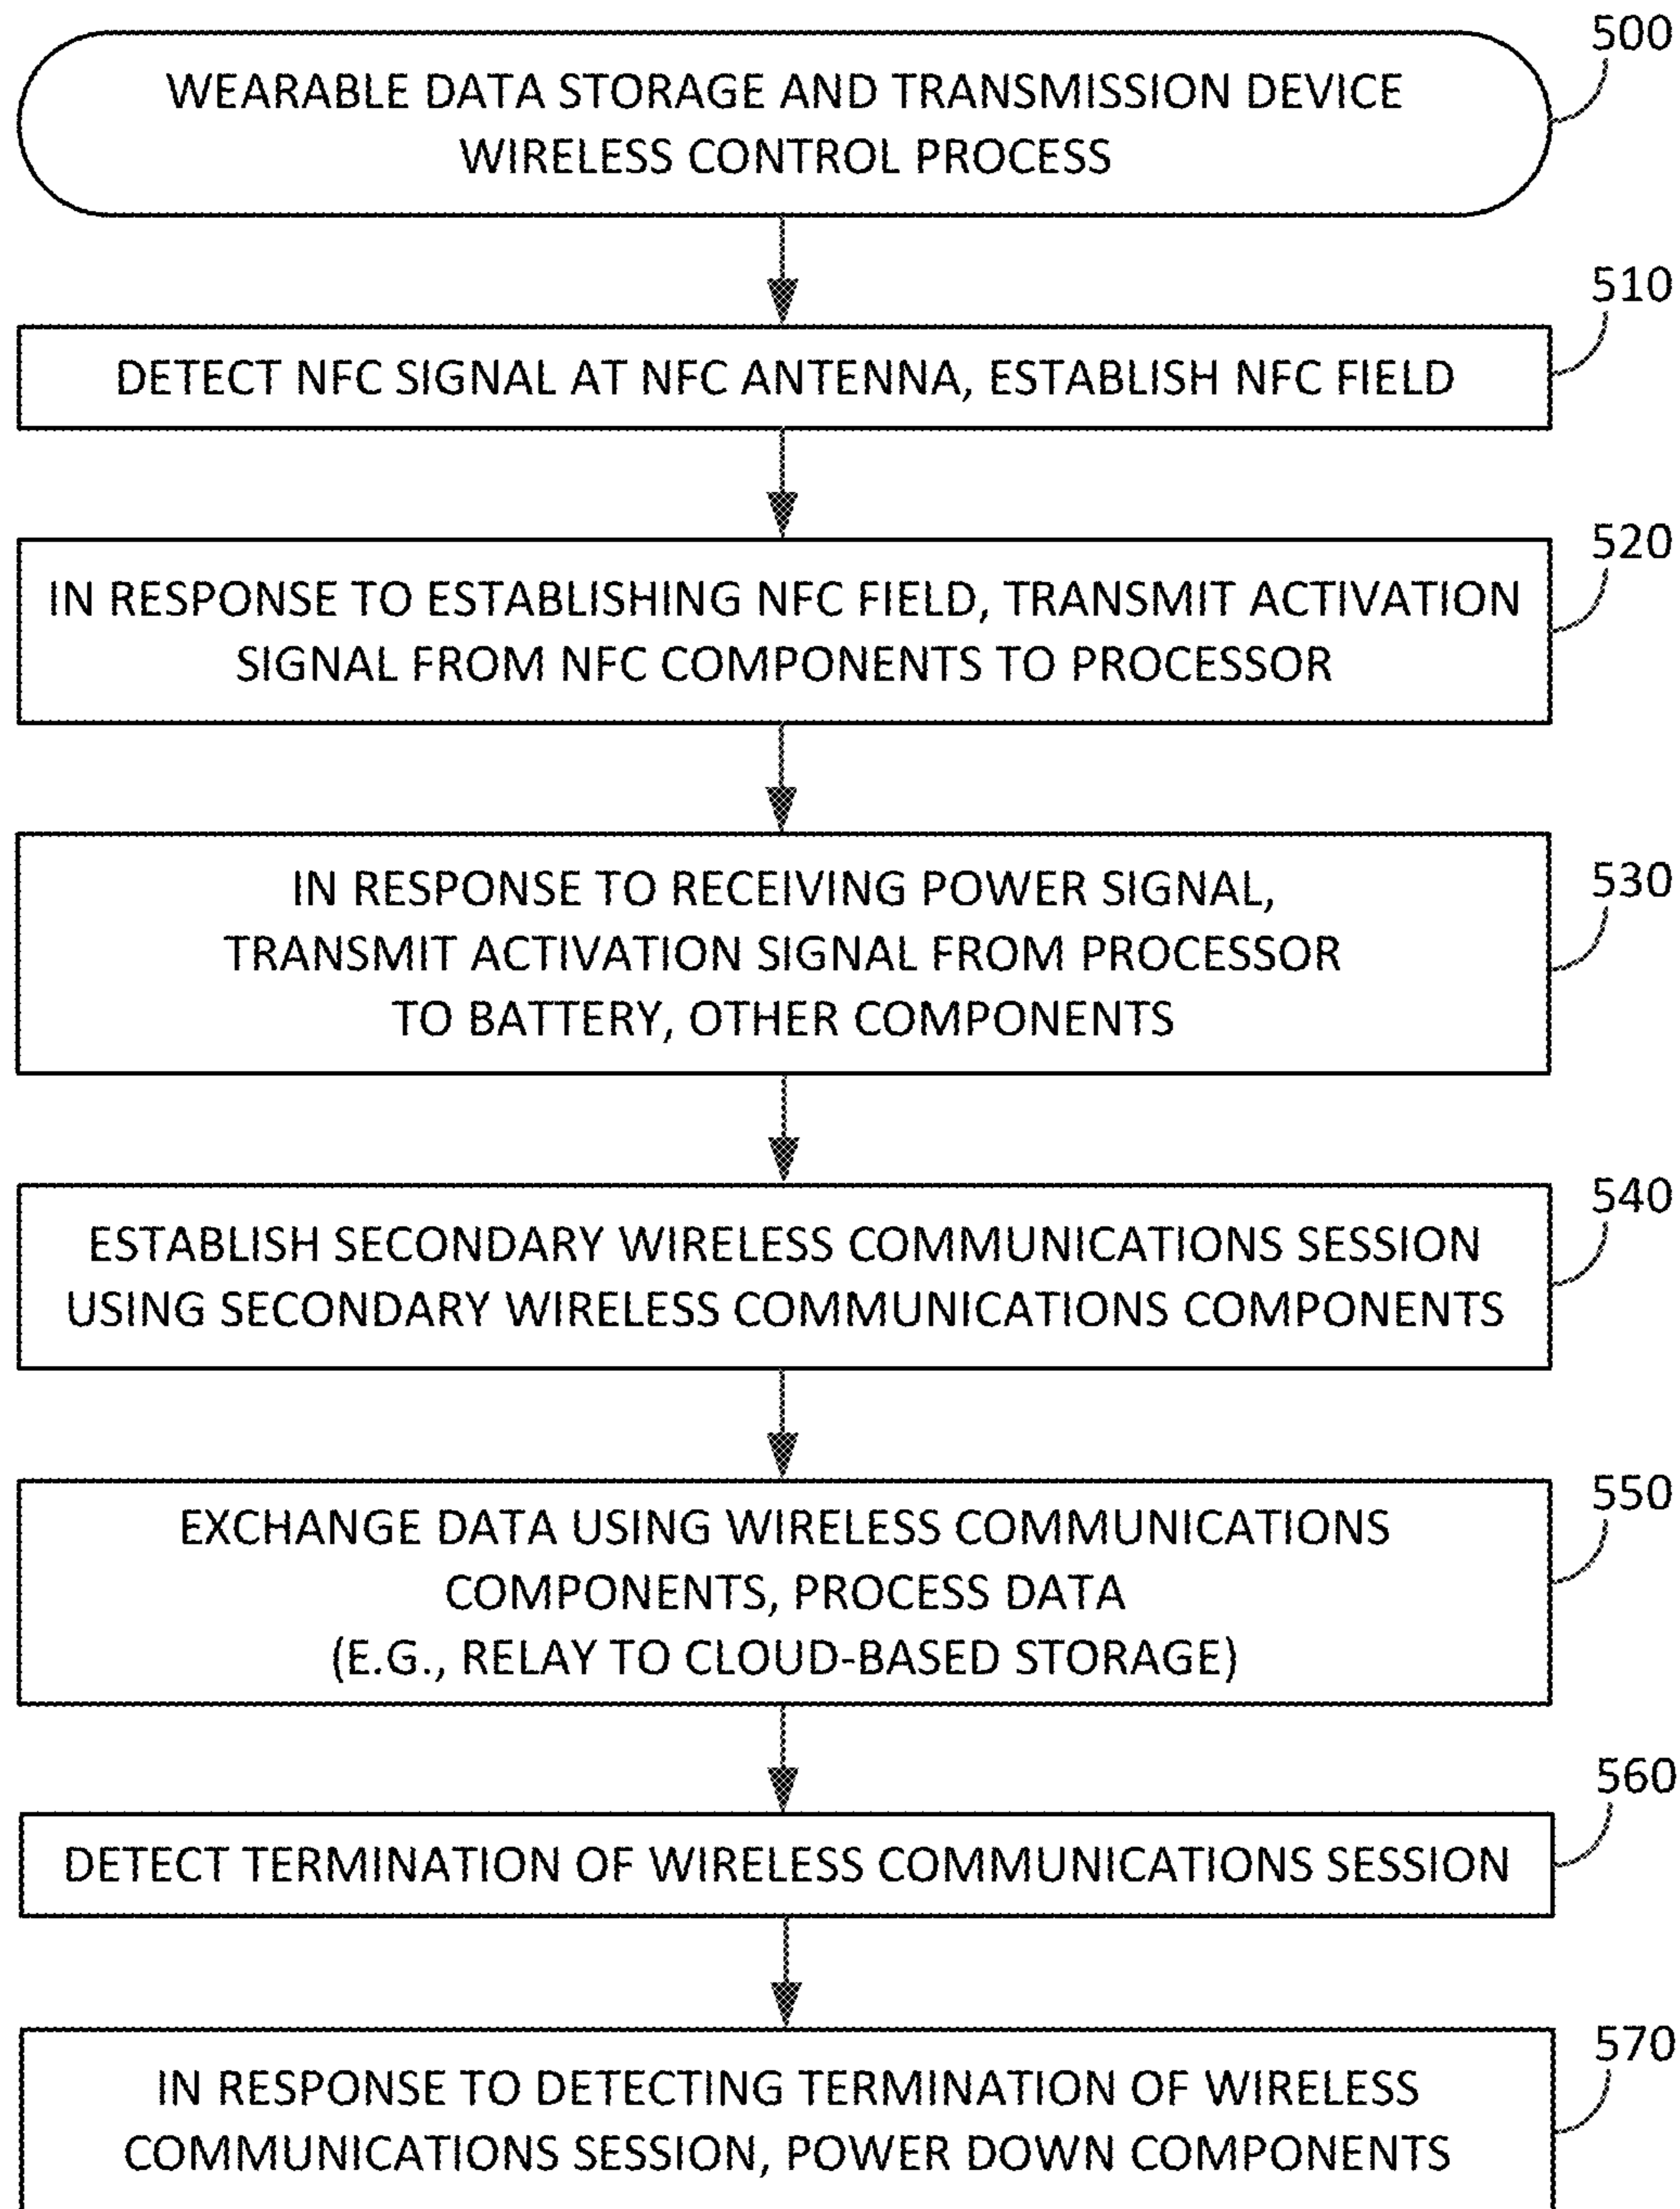 500
WEARABLE DATA STORAGE AND TRANSMISSION DEVICE
WIRELESS CONTROL PROCESS
510
DETECT NFC SIGNAL AT NFC ANTENNA, ESTABLISH NFC FIELD
520
IN RESPONSE TO ESTABLISHING NFC FIELD, TRANSMIT ACTIVATION
SIGNAL FROM NFC COMPONENTS TO PROCESSOR
530
IN RESPONSE TO RECEIVING POWER SIGNAL,
TRANSMIT ACTIVATION SIGNAL FROM PROCESSOR
TO BATTERY, OTHER COMPONENTS
540
ESTABLISH SECONDARY WIRELESS COMMUNICATIONS SESSION
USING SECONDARY WIRELESS COMMUNICATIONS COMPONENTS
550
EXCHANGE DATA USING WIRELESS COMMUNICATIONS
COMPONENTS, PROCESS DATA
(E.G., RELAY TO CLOUD-BASED STORAGE)
560
DETECT TERMINATION OF WIRELESS COMMUNICATIONS SESSION
570
IN RESPONSE TO DETECTING TERMINATION OF WIRELESS
COMMUNICATIONS SESSION, POWER DOWN COMPONENTS